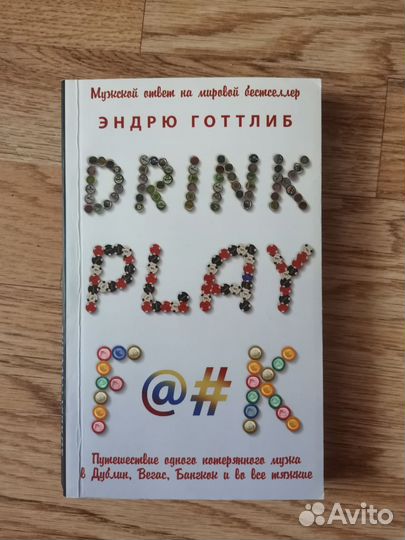 Мужской ответ на мировой бестселлер
ЭНДРЮ ГОТТЛИБ
DRINK
PLAY
F@#K
Путешествие одного потерянного мужа
в Дублин, Вегас, Бангкок и во все тяжкие
Avito